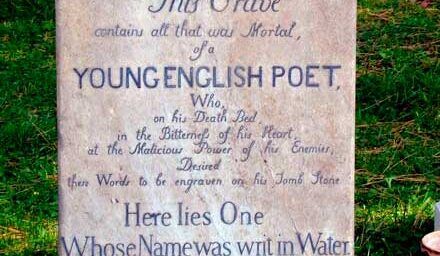 This Grave
contains all that was Mortal,
of a
YOUNG ENGLISH POET,
Who,
on his Death Bed,
in the Bitterneſs of his Heart,
at the Malicious Power of his Enemies,
Desired
these Words to be engraven on his Tomb Stone
"Here lies One
Whose Name was writ in Water.